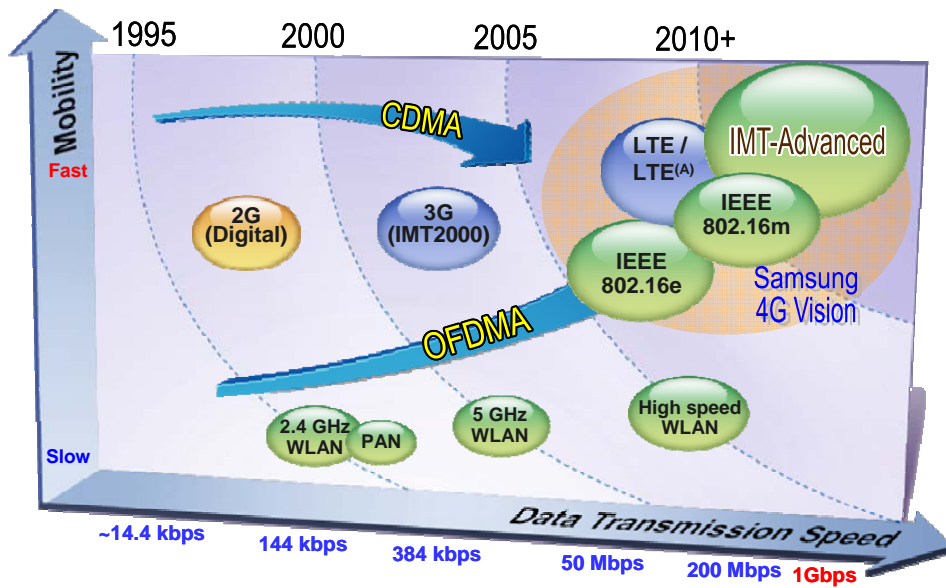 1995
2000
2005
2010+
Mobility
Fast
Slow
CDMA
OFDMA
2G
(Digital)
3G
(IMT2000)
LTE /
LTE(A)
IMT-Advanced
IEEE
802.16m
IEEE
802.16e
Samsung
4G Vision
2.4 GHz
WLAN
PAN
5 GHz
WLAN
High speed
WLAN
Data Transmission Speed
~14.4 kbps
144 kbps
384 kbps
50 Mbps
200 Mbps
1Gbps